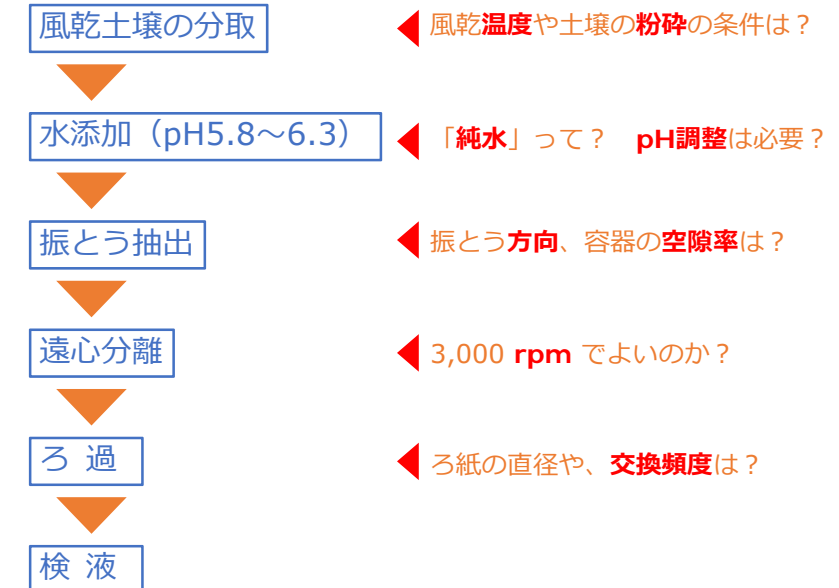 風乾土壌の分取
風乾温度や土壌の粉砕の条件は？
水添加（pH5.8～6.3）
「純水」って？　pH調整は必要？
振とう抽出
振とう方向、容器の空隙率は？
遠心分離
3,000 rpm でよいのか？
ろ 過
ろ紙の直径や、交換頻度は？
検 液